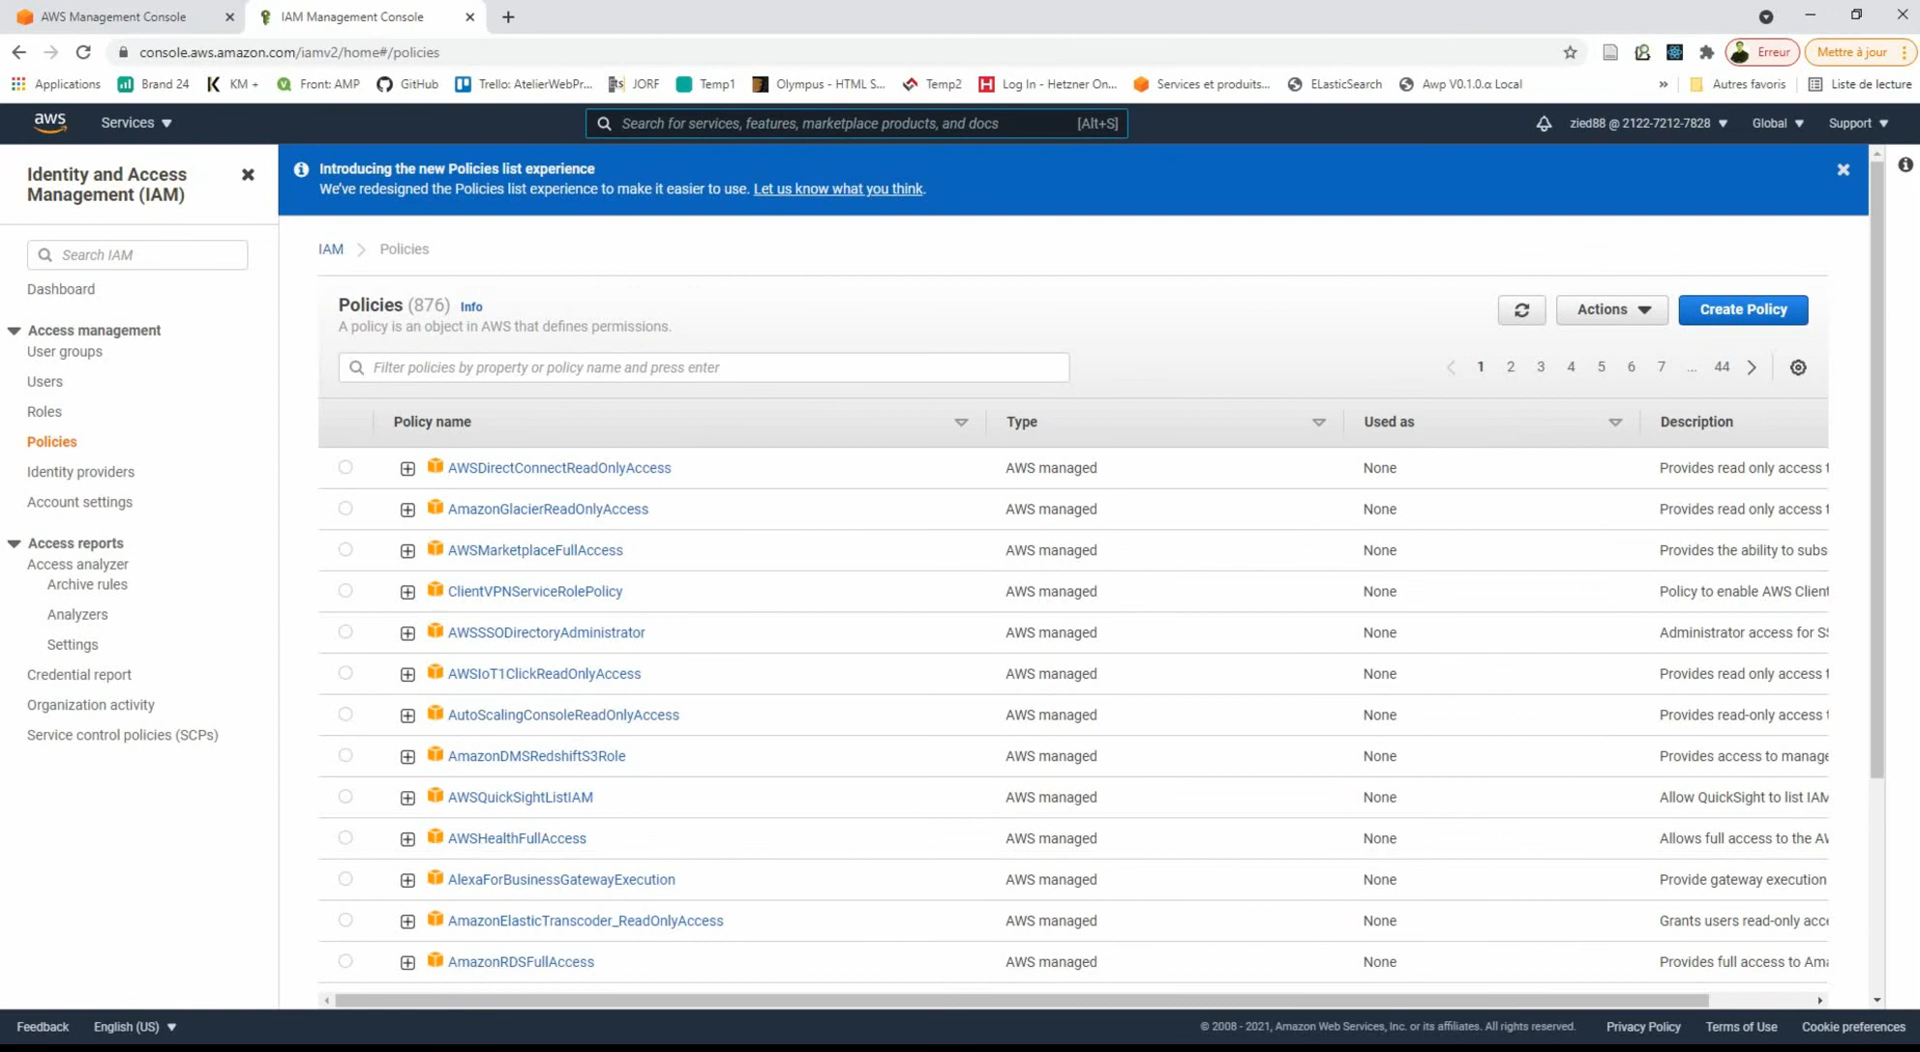 AWS Management Console
IAM Management Console
console.aws.amazon.com/iamv2/home#/policies
Erreur
Mettre à jour
Applications
Brand 24
KM +
Front: AMP
GitHub
Trello: AtelierWebPr...
JORF
Temp1
Olympus - HTML S...
Temp2
Log In - Hetzner On...
Services et produits...
ELasticSearch
Awp V0.1.0.α Local
»
Autres favoris
Liste de lecture
aws
Services
Search for services, features, marketplace products, and docs
[Alt+S]
zied88 @ 2122-7212-7828
Global
Support
Identity and Access
Management (IAM)
Search IAM
Dashboard
Access management
User groups
Users
Roles
Policies
Identity providers
Account settings
Access reports
Access analyzer
Archive rules
Analyzers
Settings
Credential report
Organization activity
Service control policies (SCPs)
Introducing the new Policies list experience
We've redesigned the Policies list experience to make it easier to use. Let us know what you think.
IAM > Policies
Policies (876) Info
A policy is an object in AWS that defines permissions.
Actions
Create Policy
Filter policies by property or policy name and press enter
1 2 3 4 5 6 7 ... 44
Policy name Type Used as Description
AWSDirectConnectReadOnlyAccess AWS managed None Provides read only access t
AmazonGlacierReadOnlyAccess AWS managed None Provides read only access t
AWSMarketplaceFullAccess AWS managed None Provides the ability to subs
ClientVPNServiceRolePolicy AWS managed None Policy to enable AWS Client
AWSSSODirectoryAdministrator AWS managed None Administrator access for SS
AWSIoT1ClickReadOnlyAccess AWS managed None Provides read only access t
AutoScalingConsoleReadOnlyAccess AWS managed None Provides read-only access t
AmazonDMSRedshiftS3Role AWS managed None Provides access to manage
AWSQuickSightListIAM AWS managed None Allow QuickSight to list IAM
AWSHealthFullAccess AWS managed None Allows full access to the AW
AlexaForBusinessGatewayExecution AWS managed None Provide gateway execution
AmazonElasticTranscoder_ReadOnlyAccess AWS managed None Grants users read-only acce
AmazonRDSFullAccess AWS managed None Provides full access to Ama
Feedback
English (US)
© 2008 - 2021, Amazon Web Services, Inc. or its affiliates. All rights reserved.
Privacy Policy
Terms of Use
Cookie preferences